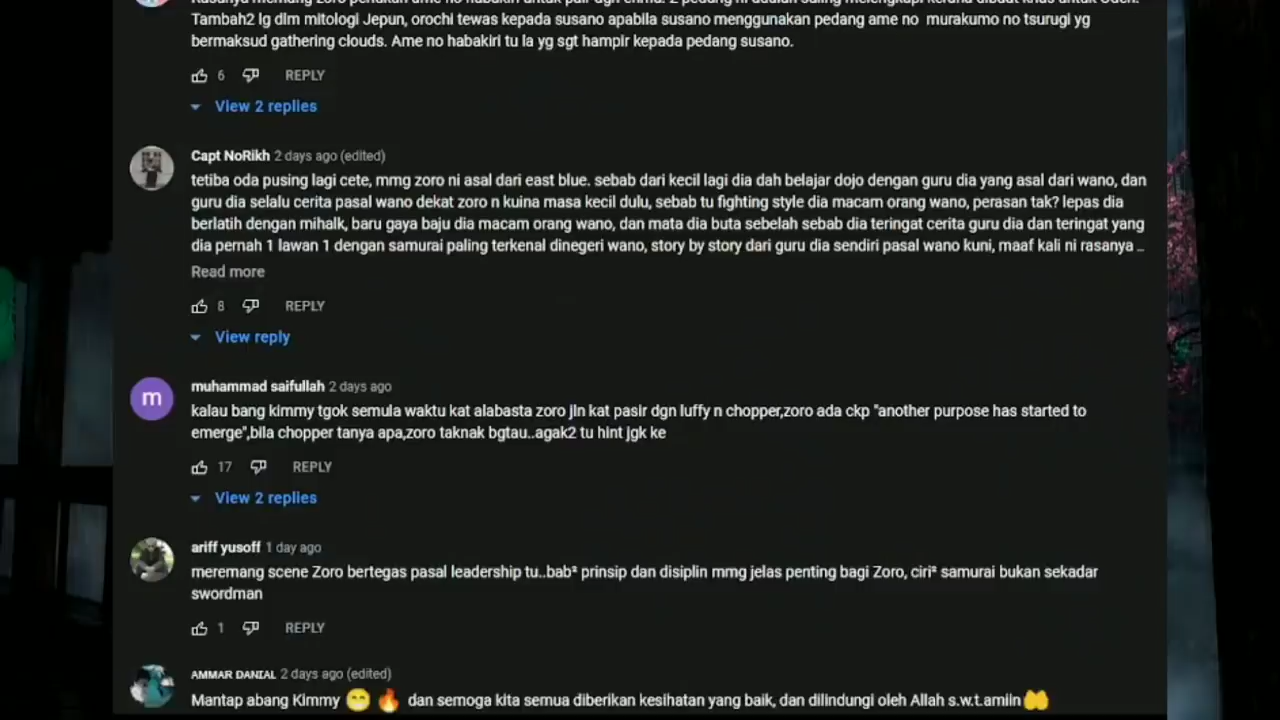 Tambah2 lg dlm mitologi Jepun, orochi tewas kepada susano apabila susano menggunakan pedang ame no murakumo no tsurugi yg
bermaksud gathering clouds. Ame no habakiri tu la yg sgt hampir kepada pedang susano.
6 REPLY
View 2 replies
Capt NoRikh 2 days ago (edited)
tetiba oda pusing lagi cete, mmg zoro ni asal dari east blue. sebab dari kecil lagi dia dah belajar dojo dengan guru dia yang asal dari wano, dan
guru dia selalu cerita pasal wano dekat zoro n kuina masa kecil dulu, sebab tu fighting style dia macam orang wano, perasan tak? lepas dia
berlatih dengan mihalk, baru gaya baju dia macam orang wano, dan mata dia buta sebelah sebab dia teringat cerita guru dia dan teringat yang
dia pernah 1 lawan 1 dengan samurai paling terkenal dinegeri wano, story by story dari guru dia sendiri pasal wano kuni, maaf kali ni rasanya ...
Read more
8 REPLY
View reply
m
muhammad saifullah 2 days ago
kalau bang kimmy tgok semula waktu kat alabasta zoro jln kat pasir dgn luffy n chopper,zoro ada ckp "another purpose has started to
emerge",bila chopper tanya apa,zoro taknak bgtau..agak2 tu hint jgk ke
17 REPLY
View 2 replies
ariff yusoff 1 day ago
meremang scene Zoro bertegas pasal leadership tu..bab² prinsip dan disiplin mmg jelas penting bagi Zoro, ciri² samurai bukan sekadar
swordman
1 REPLY
AMMAR DANIAL 2 days ago (edited)
Mantap abang Kimmy 😁 🔥 dan semoga kita semua diberikan kesihatan yang baik, dan dilindungi oleh Allah s.w.t.amiin🤲